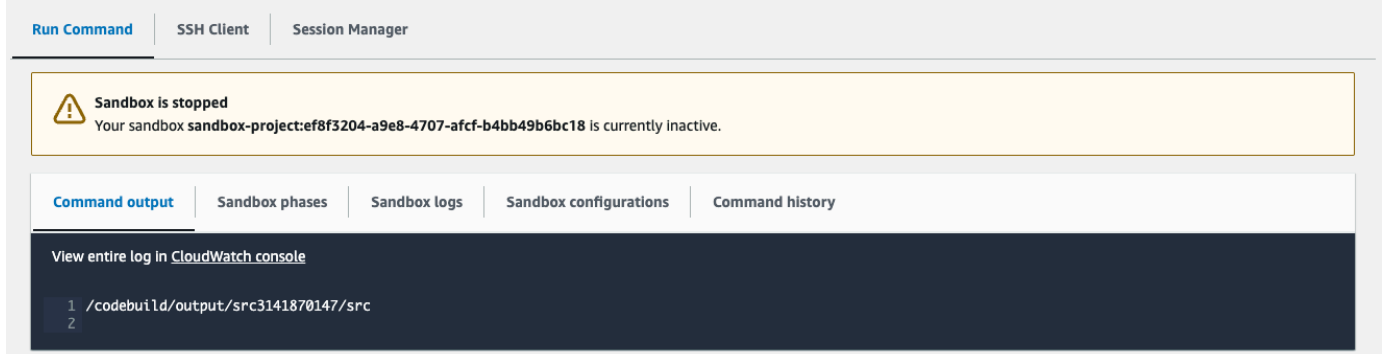 Run Command
SSH Client
Session Manager
Sandbox is stopped
Your sandbox sandbox-project:ef8f3204-a9e8-4707-afcf-b4bb49b6bc18 is currently inactive.
Command output
Sandbox phases
Sandbox logs
Sandbox configurations
Command history
View entire log in CloudWatch console
1 /codebuild/output/src3141870147/src
2